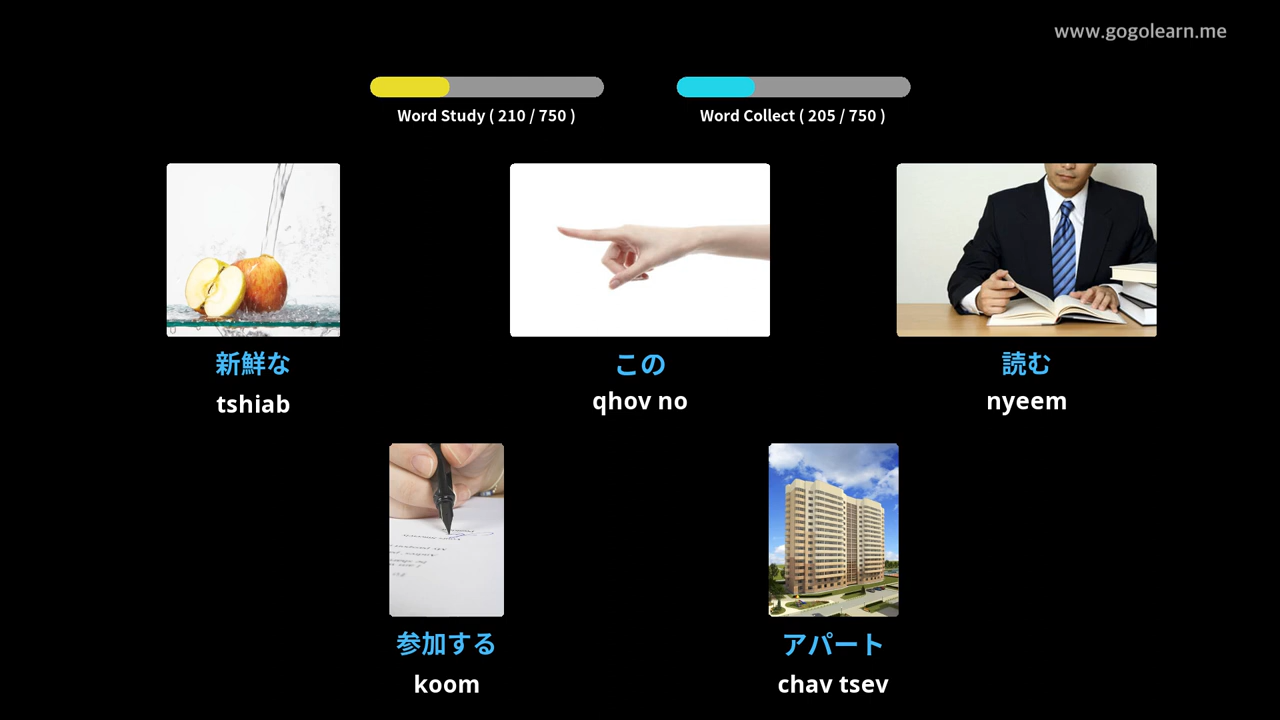 www.gogolearn.me
Word Study ( 210 / 750 )
Word Collect ( 205 / 750 )
新鮮な
tshiab
この
qhov no
読む
nyeem
参加する
koom
アパート
chav tsev